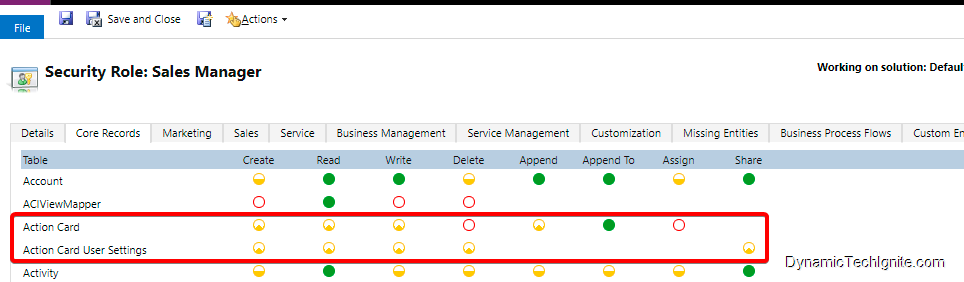 File
Save and Close
Actions
Security Role: Sales Manager
Working on solution: Defaul
Details Core Records Marketing Sales Service Business Management Service Management Customization Missing Entities Business Process Flows Custom En
Table Create Read Write Delete Append Append To Assign Share
Account
ACIViewMapper
Action Card
Action Card User Settings
Activity
DynamicTechIgnite.com